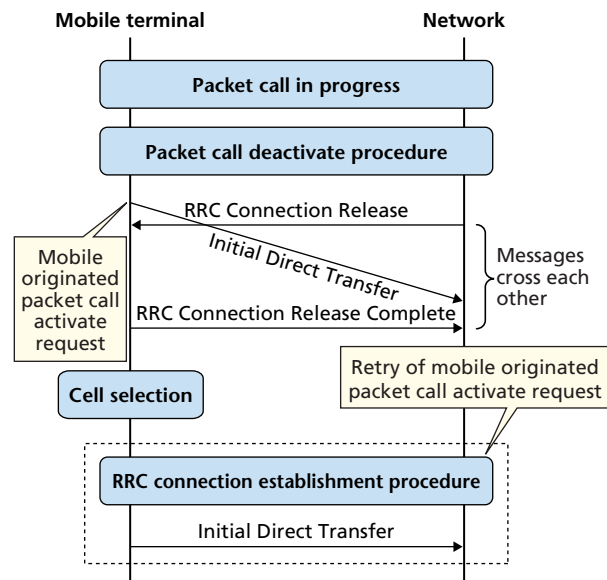 Mobile terminal
Network
Packet call in progress
Packet call deactivate procedure
RRC Connection Release
Initial Direct Transfer
Mobile
originated
packet call
activate
request
Messages
cross each
other
RRC Connection Release Complete
Retry of mobile originated
packet call activate request
Cell selection
RRC connection establishment procedure
Initial Direct Transfer